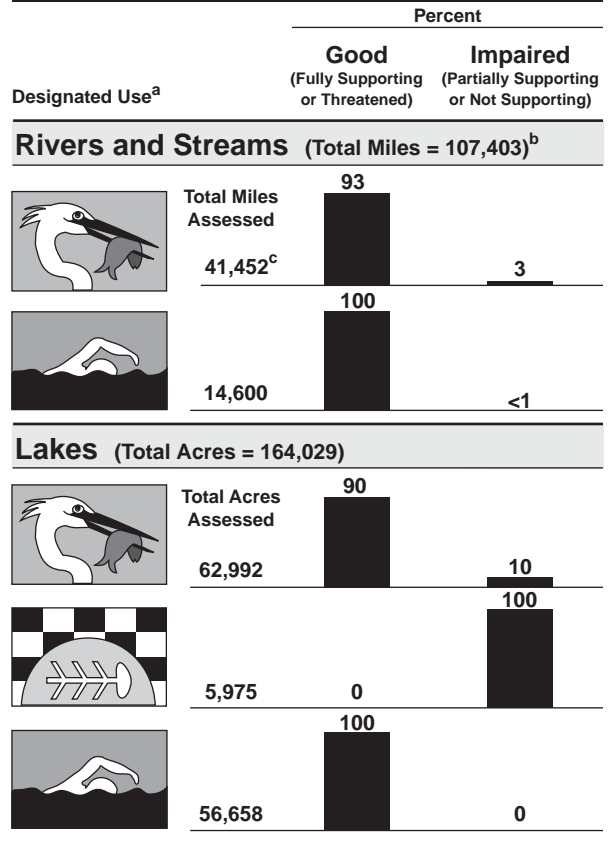 Percent
Good Impaired
(Fully Supporting (Partially Supporting
Designated Useᵃ or Threatened) or Not Supporting)
Rivers and Streams (Total Miles = 107,403)ᵇ
93
Total Miles
Assessed
41,452ᶜ 3
100
14,600 <1
Lakes (Total Acres = 164,029)
90
Total Acres
Assessed
62,992 10
100
5,975 0
100
56,658 0